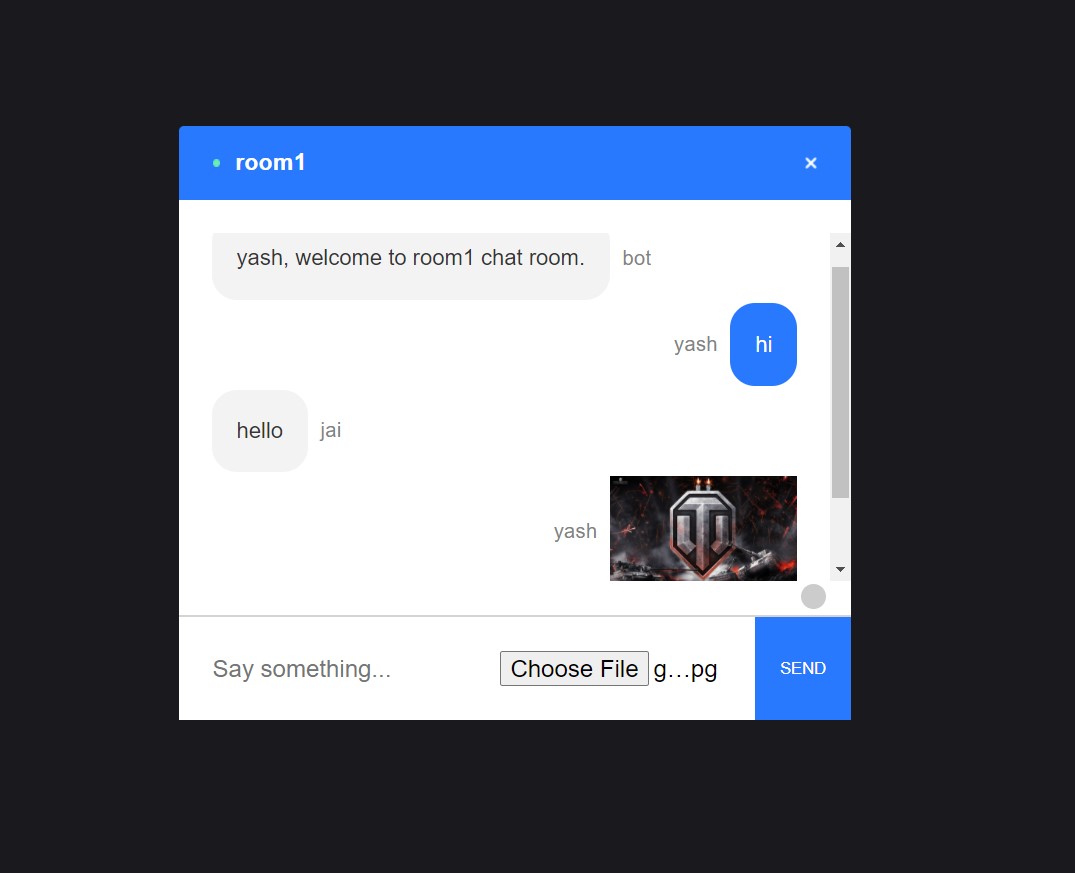 room1
yash, welcome to room1 chat room. bot
yash hi
hello jai
yash
Say something... Choose File g…pg SEND